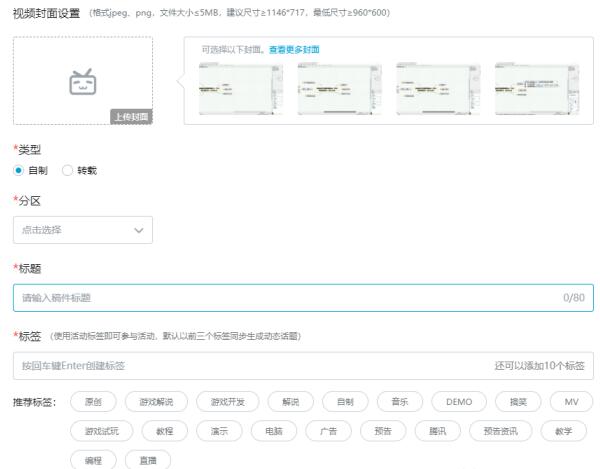 视频封面设置 (格式jpeg、png，文件大小≤5MB，建议尺寸≥1146*717，最低尺寸≥960*600)
可选择以下封面。查看更多封面
上传封面
*类型
自制 转载
*分区
点击选择
*标题
请输入稿件标题 0/80
*标签 (使用活动标签即可参与活动，默认以前三个标签同步生成动态话题)
按回车键Enter创建标签 还可以添加10个标签
推荐标签： 原创 游戏解说 游戏开发 解说 自制 音乐 DEMO 搞笑 MV
游戏试玩 教程 演示 电脑 广告 预告 腾讯 预告资讯 教学
编程 直播